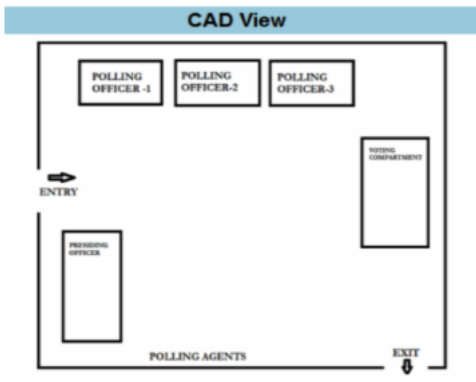 CAD View
POLLING
OFFICER -1
POLLING
OFFICER-2
POLLING
OFFICER-3
VOTING
COMPARTMENT
ENTRY
PRESIDING
OFFICER
POLLING AGENTS
EXIT